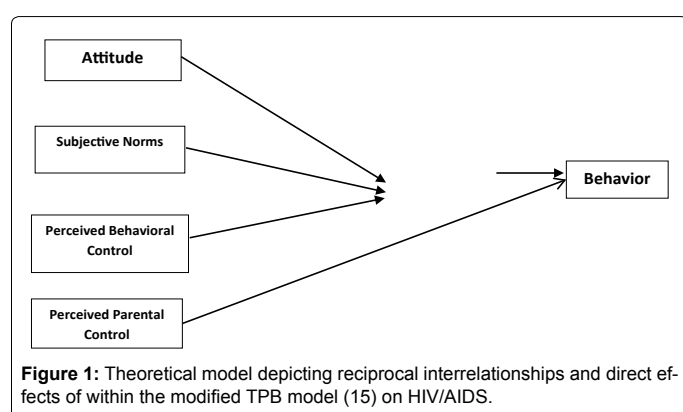 Attitude
Subjective Norms
Perceived Behavioral
Control
Perceived Parental
Control
Behavior
Figure 1: Theoretical model depicting reciprocal interrelationships and direct ef-
fects of within the modified TPB model (15) on HIV/AIDS.